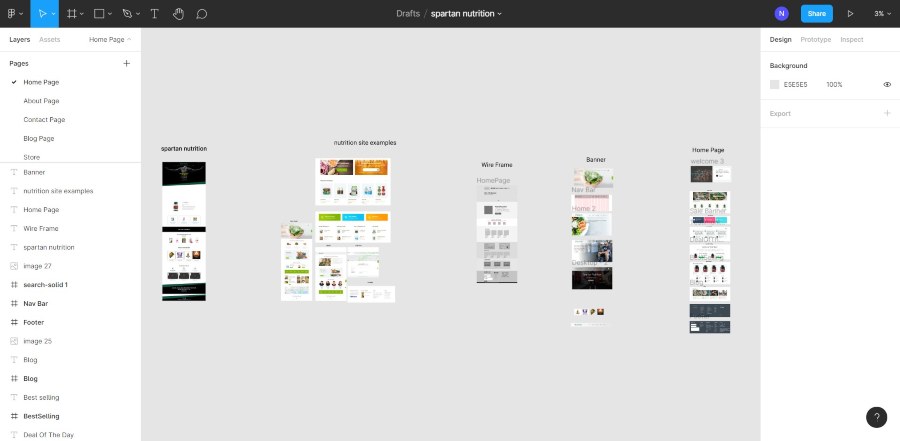 Drafts / spartan nutrition
N
Share
3%
Layers
Assets
Home Page
Pages
Home Page
About Page
Contact Page
Blog Page
Store
Banner
nutrition site examples
Home Page
Wire Frame
spartan nutrition
image 27
search-solid 1
Nav Bar
Footer
image 25
Blog
Blog
Best selling
BestSelling
Deal Of The Day
spartan nutrition
nutrition site examples
Wire Frame
HomePage
Banner
Nav Bar
Home 2
Home Page
welcome 3
Design
Prototype
Inspect
Background
E5E5E5
100%
Export
?